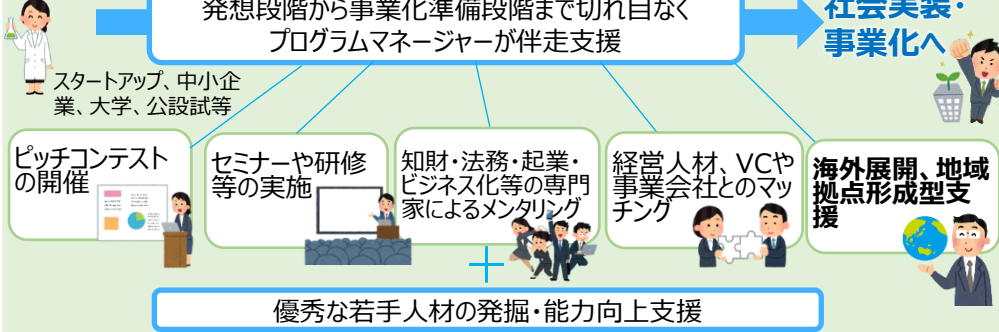 発想段階から事業化準備段階まで切れ目なく
プログラムマネージャーが伴走支援
社会実装・
事業化へ
スタートアップ、中小企
業、大学、公設試等
ピッチコンテスト
の開催
セミナーや研修
等の実施
知財・法務・起業・
ビジネス化等の専門
家によるメンタリング
経営人材、VCや
事業会社とのマッ
チング
海外展開、地域
拠点形成型支
援
優秀な若手人材の発掘・能力向上支援